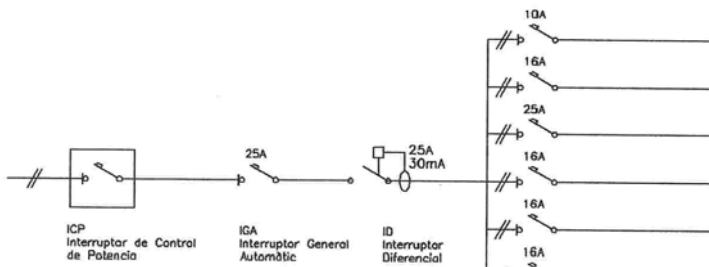 10A
16A
25A
16A
16A
16A
25A
25A
30mA
ICP
Interruptor de Control
de Potencia
IGA
Interruptor General
Automàtic
ID
Interruptor
Diferencial